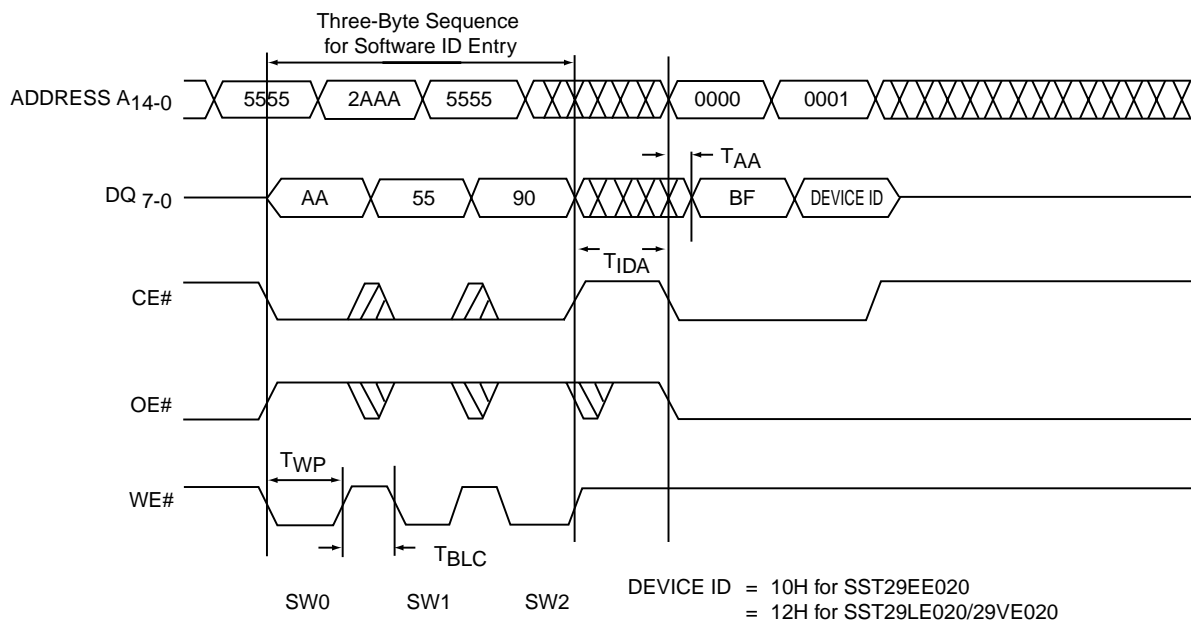 Three-Byte Sequence
for Software ID Entry
ADDRESS A14-0
5555 2AAA 5555 0000 0001
TAA
DQ 7-0
AA 55 90 BF DEVICE ID
TIDA
CE#
OE#
TWP
WE#
TBLC
SW0 SW1 SW2
DEVICE ID = 10H for SST29EE020
= 12H for SST29LE020/29VE020